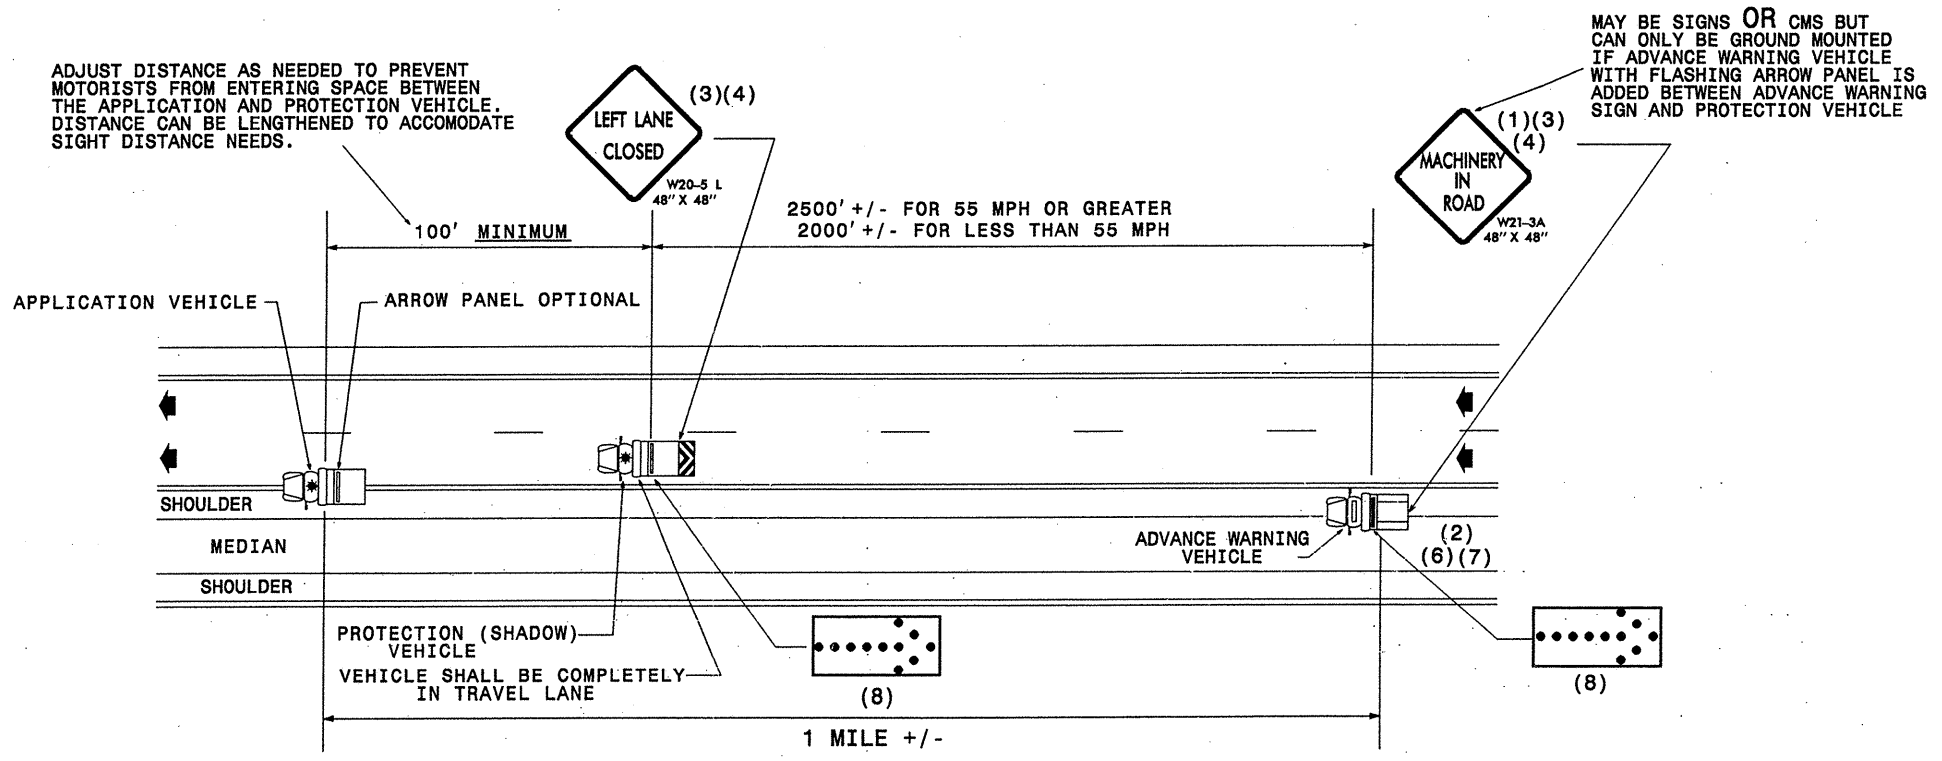 ADJUST DISTANCE AS NEEDED TO PREVENT
MOTORISTS FROM ENTERING SPACE BETWEEN
THE APPLICATION AND PROTECTION VEHICLE.
DISTANCE CAN BE LENGTHENED TO ACCOMODATE
SIGHT DISTANCE NEEDS.
LEFT LANE
CLOSED
(3)(4)
W20-5 L
48" X 48"
MAY BE SIGNS OR CMS BUT
CAN ONLY BE GROUND MOUNTED
IF ADVANCE WARNING VEHICLE
WITH FLASHING ARROW PANEL IS
ADDED BETWEEN ADVANCE WARNING
SIGN AND PROTECTION VEHICLE
(1)(3)
(4)
MACHINERY
IN
ROAD
W21-3A
48" X 48"
100' MINIMUM
2500' +/- FOR 55 MPH OR GREATER
2000' +/- FOR LESS THAN 55 MPH
APPLICATION VEHICLE
ARROW PANEL OPTIONAL
SHOULDER
MEDIAN
SHOULDER
ADVANCE WARNING
VEHICLE
(2)
(6)(7)
PROTECTION (SHADOW)
VEHICLE
VEHICLE SHALL BE COMPLETELY
IN TRAVEL LANE
(8)
(8)
1 MILE +/-